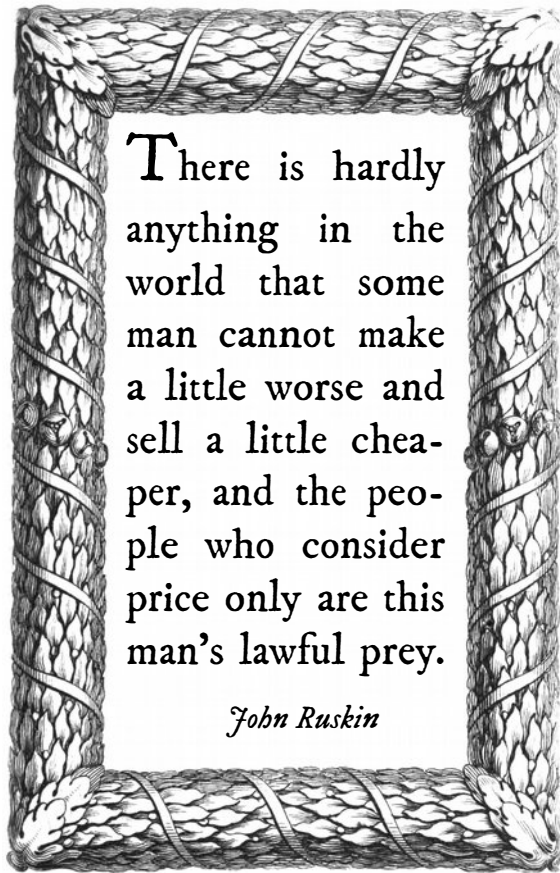 There is hardly
anything in the
world that some
man cannot make
a little worse and
sell a little chea-
per, and the peo-
ple who consider
price only are this
man’s lawful prey.
John Ruskin